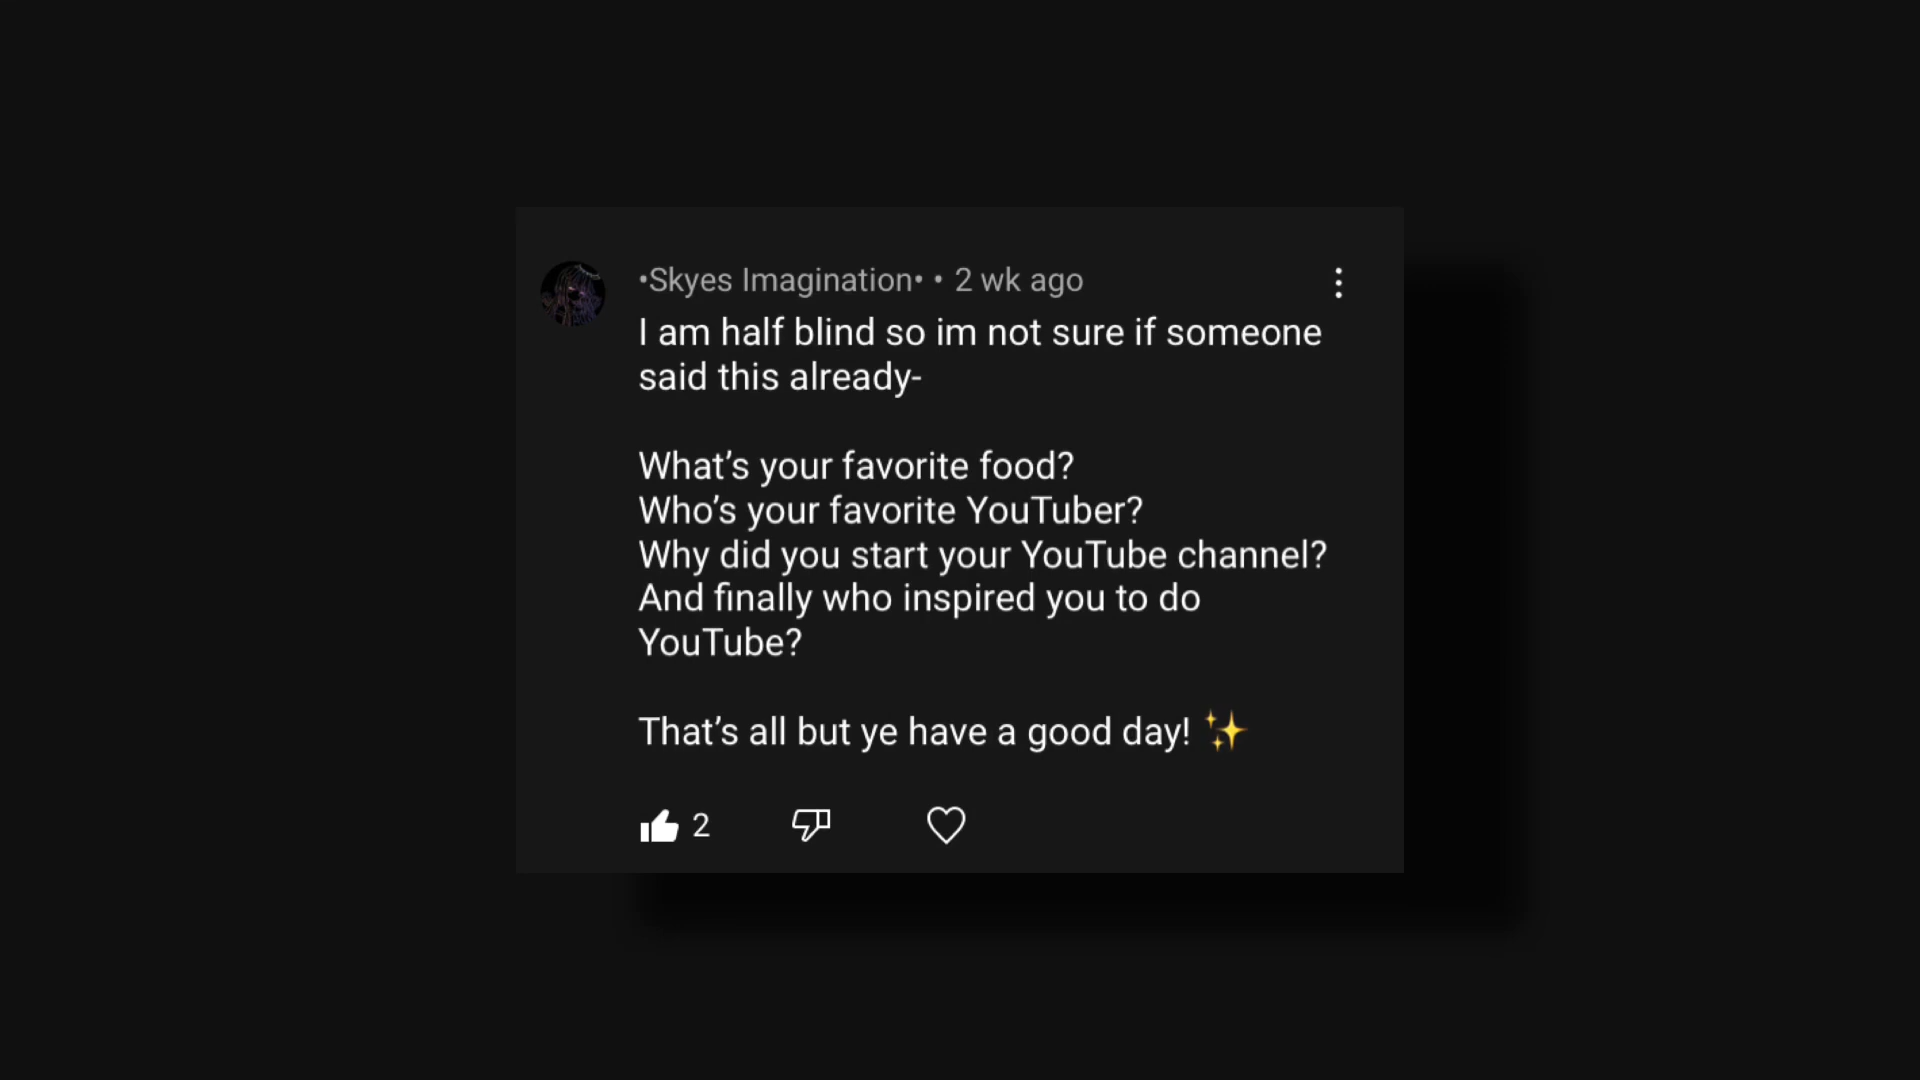 •Skyes Imagination• • 2 wk ago
I am half blind so im not sure if someone
said this already-
What’s your favorite food?
Who’s your favorite YouTuber?
Why did you start your YouTube channel?
And finally who inspired you to do
YouTube?
That’s all but ye have a good day! ✨
2